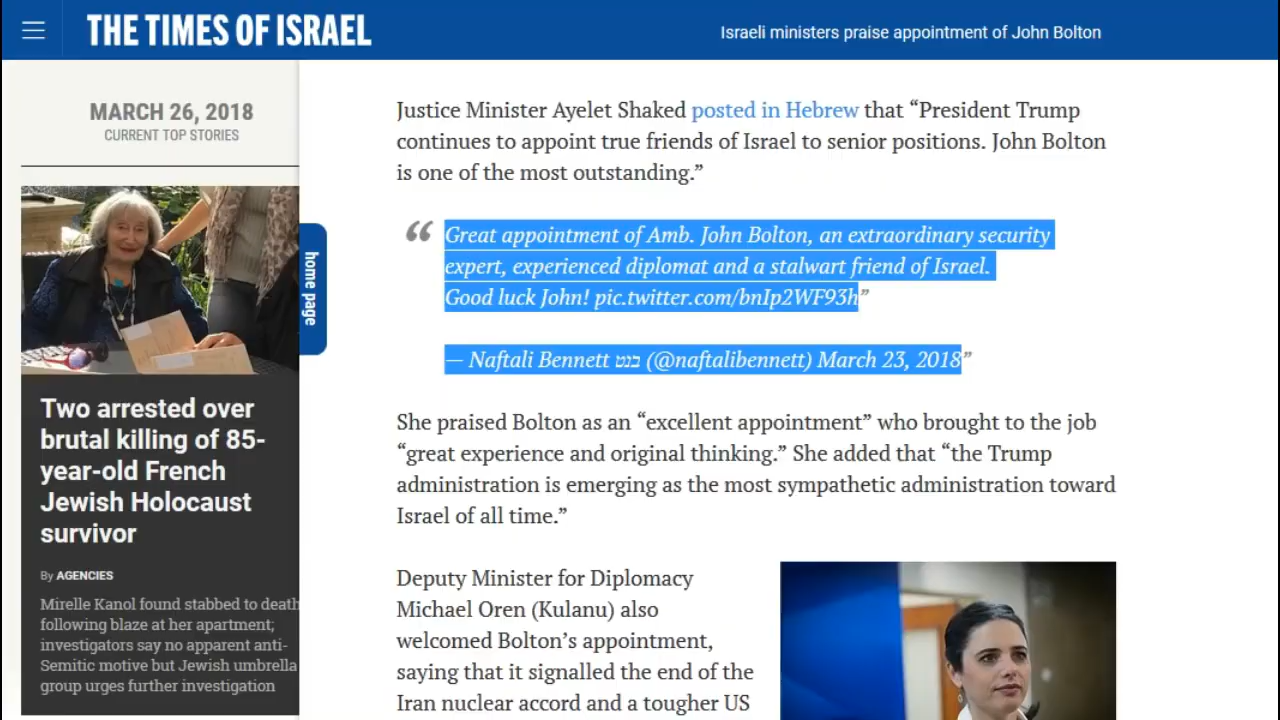 THE TIMES OF ISRAEL
Israeli ministers praise appointment of John Bolton
MARCH 26, 2018
CURRENT TOP STORIES
home page
Two arrested over
brutal killing of 85-
year-old French
Jewish Holocaust
survivor
By AGENCIES
Mirelle Kanol found stabbed to death
following blaze at her apartment;
investigators say no apparent anti-
Semitic motive but Jewish umbrella
group urges further investigation
Justice Minister Ayelet Shaked posted in Hebrew that “President Trump
continues to appoint true friends of Israel to senior positions. John Bolton
is one of the most outstanding.”
“ Great appointment of Amb. John Bolton, an extraordinary security
expert, experienced diplomat and a stalwart friend of Israel.
Good luck John! pic.twitter.com/bnIp2WF93h”
— Naftali Bennett בנט (@naftalibennett) March 23, 2018”
She praised Bolton as an “excellent appointment” who brought to the job
“great experience and original thinking.” She added that “the Trump
administration is emerging as the most sympathetic administration toward
Israel of all time.”
Deputy Minister for Diplomacy
Michael Oren (Kulanu) also
welcomed Bolton’s appointment,
saying that it signalled the end of the
Iran nuclear accord and a tougher US